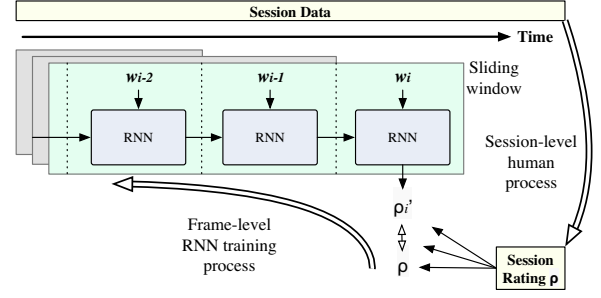 Session Data
Time
wi-2
wi-1
wi
Sliding
window
RNN
RNN
RNN
Session-level
human
process
ρi’
Frame-level
RNN training
process
ρ
Session
Rating ρ